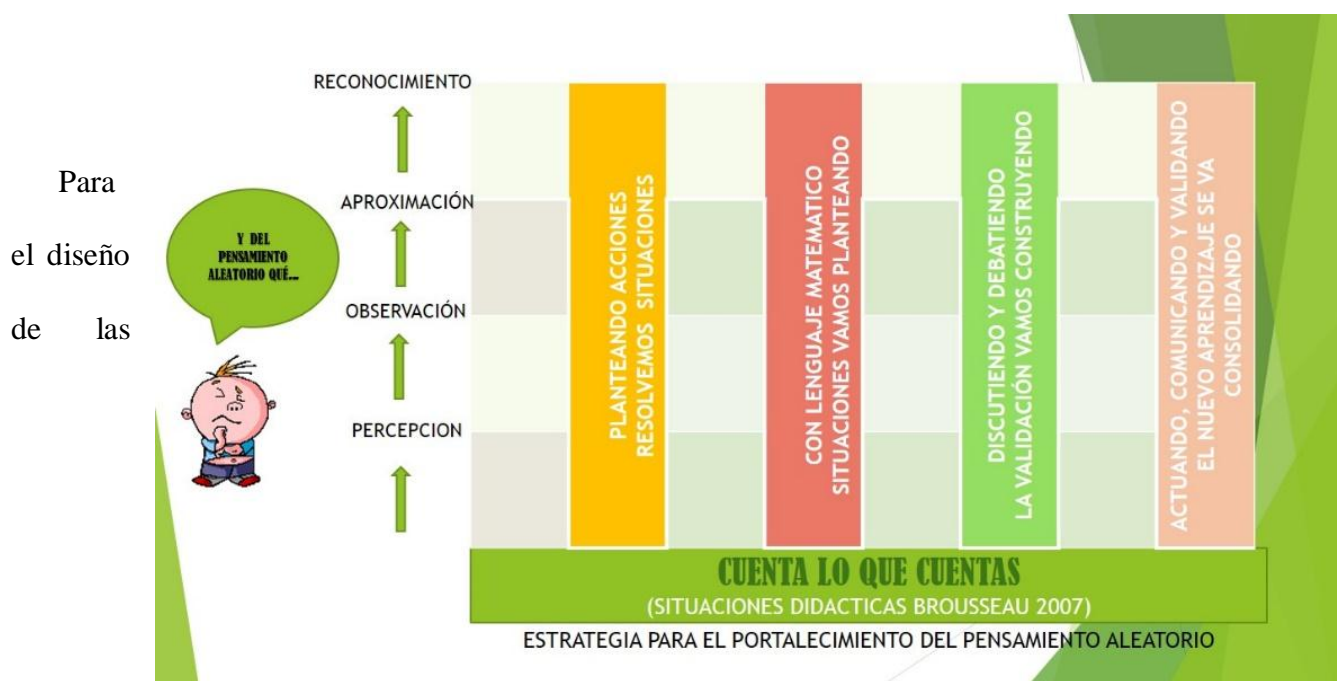 Para
el diseño
de las
Y DEL
PENSAMIENTO
ALEATORIO QUÉ...
RECONOCIMIENTO
APROXIMACIÓN
OBSERVACIÓN
PERCEPCION
PLANTEANDO ACCIONES
RESOLVEMOS SITUACIONES
CON LENGUAJE MATEMATICO
SITUACIONES VAMOS PLANTEANDO
DISCUTIENDO Y DEBATIENDO
LA VALIDACIÓN VAMOS CONSTRUYENDO
ACTUANDO, COMUNICANDO Y VALIDANDO
EL NUEVO APRENDIZAJE SE VA
CONSOLIDANDO
CUENTA LO QUE CUENTAS
(SITUACIONES DIDACTICAS BROUSSEAU 2007)
ESTRATEGIA PARA EL PORTALECIMIENTO DEL PENSAMIENTO ALEATORIO